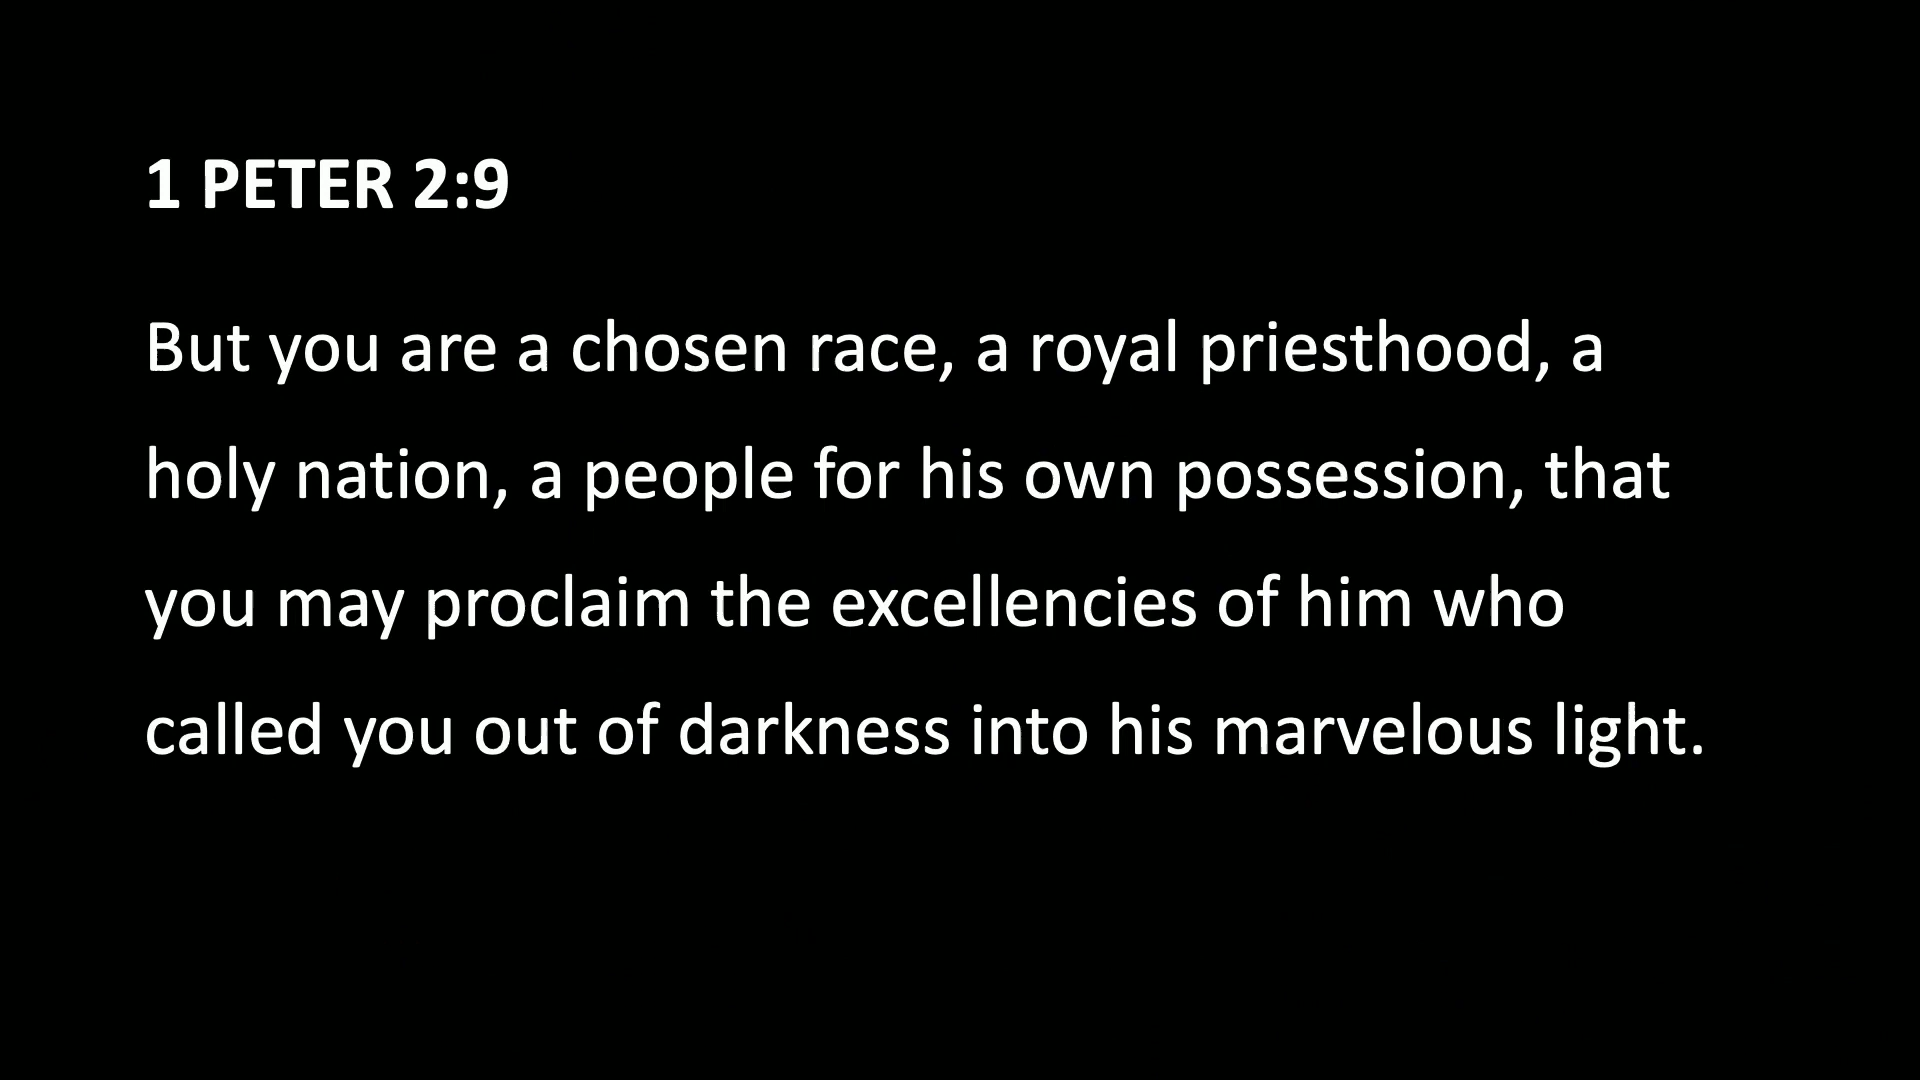 1 PETER 2:9
But you are a chosen race, a royal priesthood, a
holy nation, a people for his own possession, that
you may proclaim the excellencies of him who
called you out of darkness into his marvelous light.